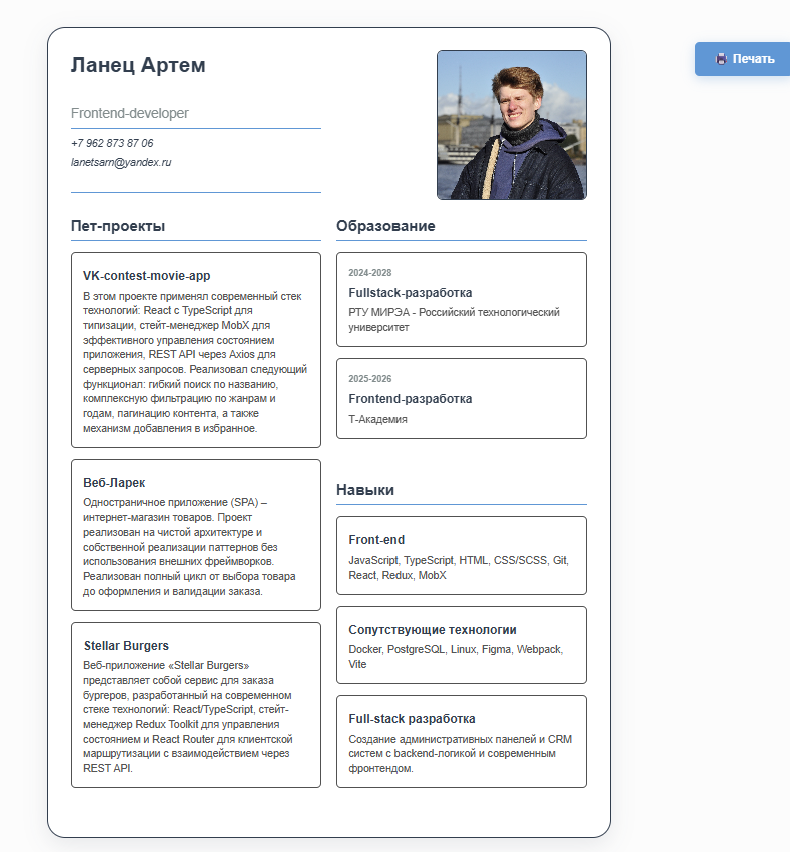 Ланец Артем
Печать
Frontend-developer
+7 962 873 87 06
lanetsarn@yandex.ru
Пет-проекты
VK-contest-movie-app
В этом проекте применял современный стек
технологий: React с TypeScript для
типизации, стейт-менеджер MobX для
эффективного управления состоянием
приложения, REST API через Axios для
серверных запросов. Реализовал следующий
функционал: гибкий поиск по названию,
комплексную фильтрацию по жанрам и
годам, пагинацию контента, а также
механизм добавления в избранное.
Веб-Ларек
Одностраничное приложение (SPA) –
интернет-магазин товаров. Проект
реализован на чистой архитектуре и
собственной реализации паттернов без
использования внешних фреймворков.
Реализован полный цикл от выбора товара
до оформления и валидации заказа.
Stellar Burgers
Веб-приложение «Stellar Burgers»
представляет собой сервис для заказа
бургеров, разработанный на современном
стеке технологий: React/TypeScript, стейт-
менеджер Redux Toolkit для управления
состоянием и React Router для клиентской
маршрутизации с взаимодействием через
REST API.
Образование
2024-2028
Fullstack-разработка
РТУ МИРЭА - Российский технологический
университет
2025-2026
Frontend-разработка
Т-Академия
Навыки
Front-end
JavaScript, TypeScript, HTML, CSS/SCSS, Git,
React, Redux, MobX
Сопутствующие технологии
Docker, PostgreSQL, Linux, Figma, Webpack,
Vite
Full-stack разработка
Создание административных панелей и CRM
систем с backend-логикой и современным
фронтендом.